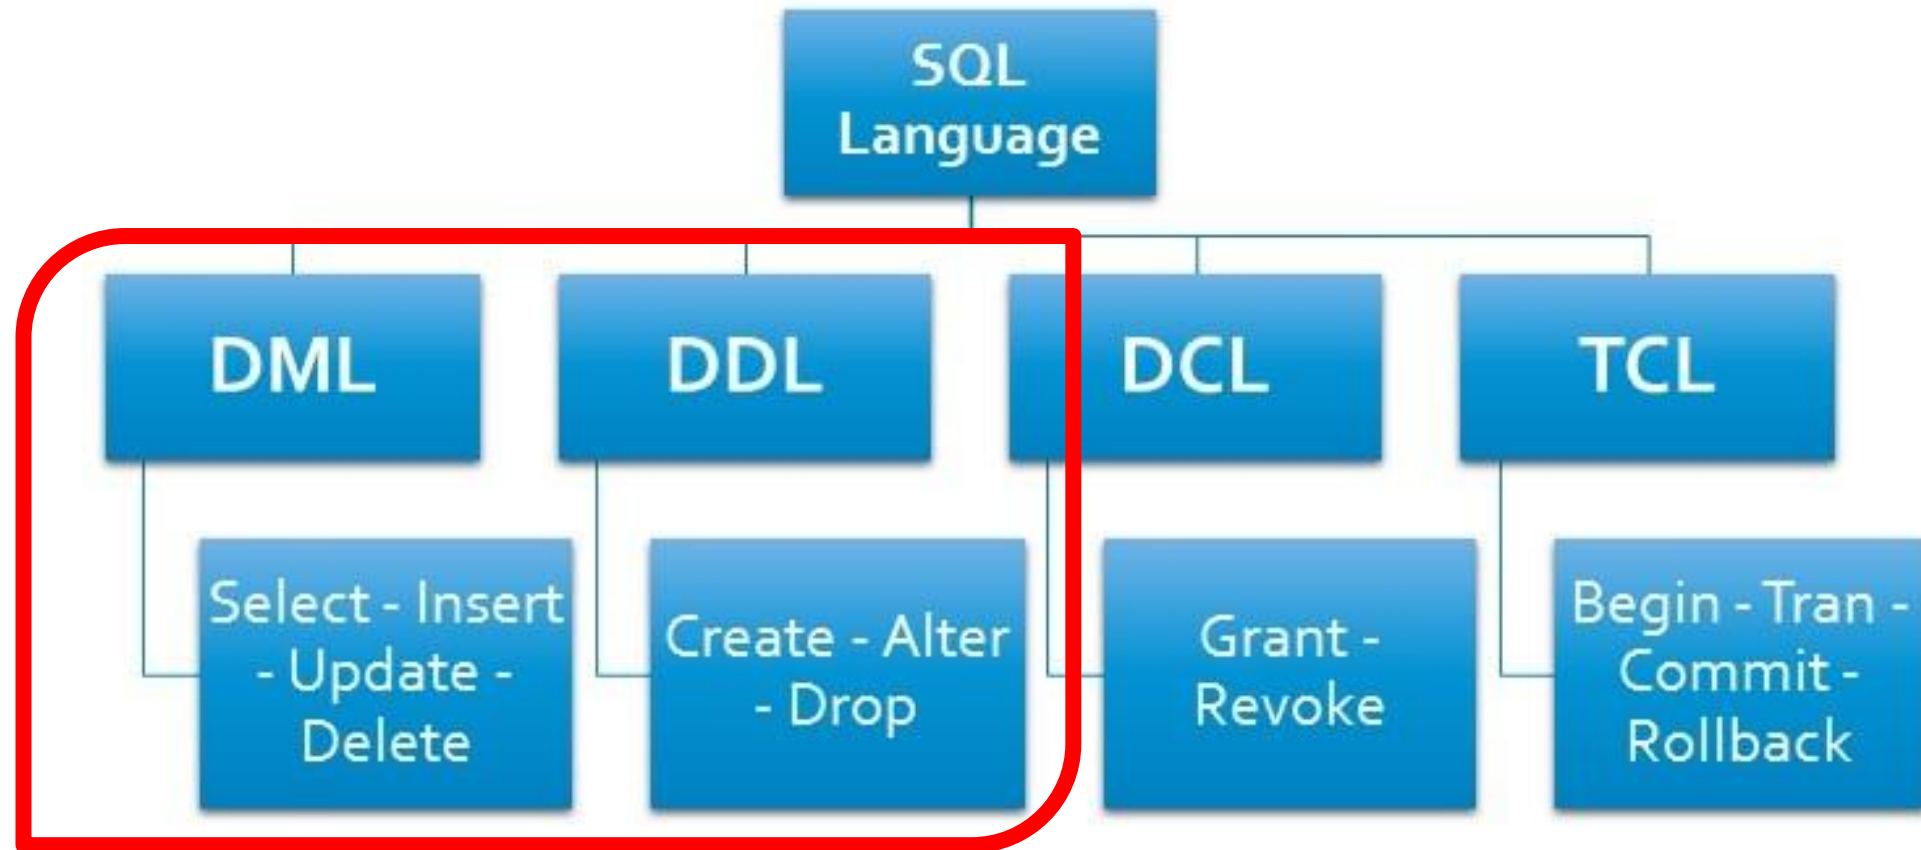 SQL
Language
DML
DDL
DCL
TCL
Select - Insert
- Update -
Delete
Create - Alter
- Drop
Grant -
Revoke
Begin - Tran -
Commit -
Rollback